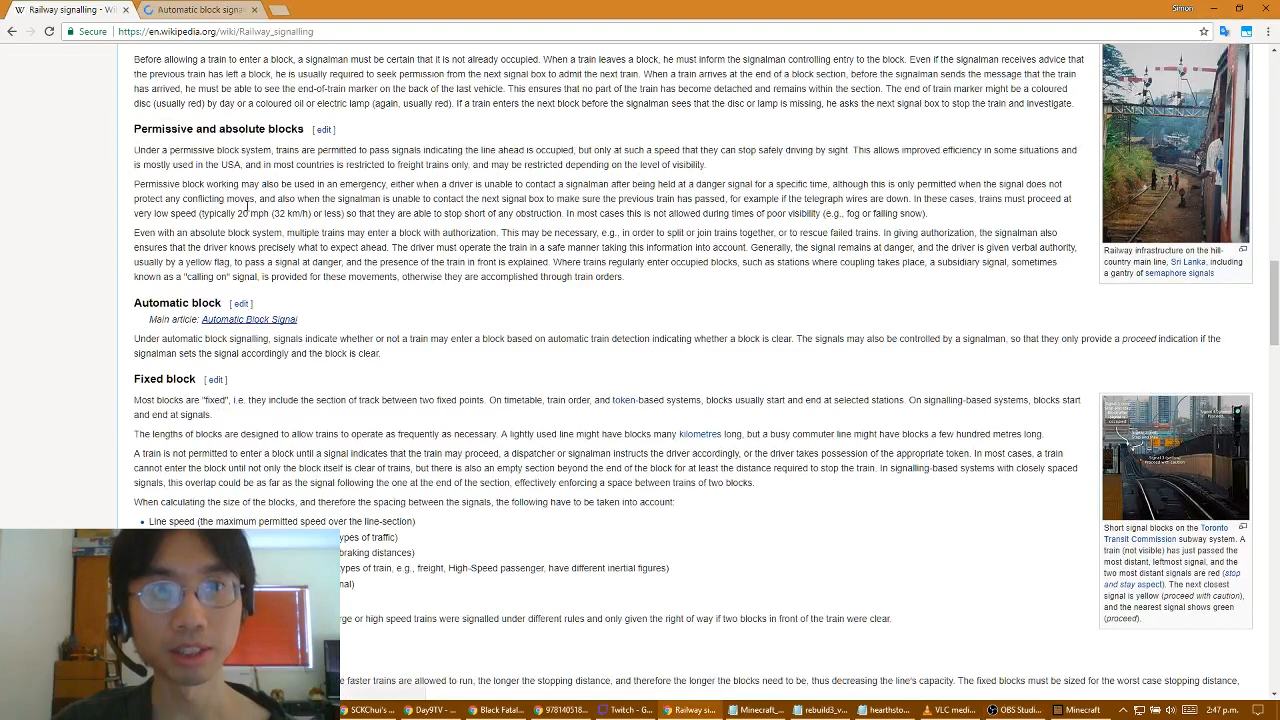 Railway signalling - Wi
Automatic block signal
Simon
Secure
https://en.wikipedia.org/wiki/Railway_signalling
Before allowing a train to enter a block, a signalman must be certain that it is not already occupied. When a train leaves a block, he must inform the signalman controlling entry to the block. Even if the signalman receives advice that
the previous train has left a block, he is usually required to seek permission from the next signal box to admit the next train. When a train arrives at the end of a block section, before the signalman sends the message that the train
has arrived, he must be able to see the end-of-train marker on the back of the last vehicle. This ensures that no part of the train has become detached and remains within the section. The end of train marker might be a coloured
disc (usually red) by day or a coloured oil or electric lamp (again, usually red). If a train enters the next block before the signalman sees that the disc or lamp is missing, he asks the next signal box to stop the train and investigate.
Permissive and absolute blocks [ edit ]
Under a permissive block system, trains are permitted to pass signals indicating the line ahead is occupied, but only at such a speed that they can stop safely driving by sight. This allows improved efficiency in some situations and
is mostly used in the USA, and in most countries is restricted to freight trains only, and may be restricted depending on the level of visibility.
Permissive block working may also be used in an emergency, either when a driver is unable to contact a signalman after being held at a danger signal for a specific time, although this is only permitted when the signal does not
protect any conflicting moves, and also when the signalman is unable to contact the next signal box to make sure the previous train has passed, for example if the telegraph wires are down. In these cases, trains must proceed at
very low speed (typically 20 mph (32 km/h) or less) so that they are able to stop short of any obstruction. In most cases this is not allowed during times of poor visibility (e.g., fog or falling snow).
Even with an absolute block system, multiple trains may enter a block with authorization. This may be necessary, e.g., in order to split or join trains together, or to rescue failed trains. In giving authorization, the signalman also
ensures that the driver knows precisely what to expect ahead. The driver must operate the train in a safe manner taking this information into account. Generally, the signal remains at danger, and the driver is given verbal authority,
usually by a yellow flag, to pass a signal at danger, and the presence of the train in front is explained. Where trains regularly enter occupied blocks, such as stations where coupling takes place, a subsidiary signal, sometimes
known as a "calling on" signal, is provided for these movements, otherwise they are accomplished through train orders.
Railway infrastructure on the hill-
country main line, Sri Lanka, including
a gantry of semaphore signals
Automatic block [ edit ]
Main article: Automatic Block Signal
Under automatic block signalling, signals indicate whether or not a train may enter a block based on automatic train detection indicating whether a block is clear. The signals may also be controlled by a signalman, so that they only provide a proceed indication if the
signalman sets the signal accordingly and the block is clear.
Fixed block [ edit ]
Most blocks are "fixed", i.e. they include the section of track between two fixed points. On timetable, train order, and token-based systems, blocks usually start and end at selected stations. On signalling-based systems, blocks start
and end at signals.
The lengths of blocks are designed to allow trains to operate as frequently as necessary. A lightly used line might have blocks many kilometres long, but a busy commuter line might have blocks a few hundred metres long.
A train is not permitted to enter a block until a signal indicates that the train may proceed, a dispatcher or signalman instructs the driver accordingly, or the driver takes possession of the appropriate token. In most cases, a train
cannot enter the block until not only the block itself is clear of trains, but there is also an empty section beyond the end of the block for at least the distance required to stop the train. In signalling-based systems with closely spaced
signals, this overlap could be as far as the signal following the one at the end of the section, effectively enforcing a space between trains of two blocks.
When calculating the size of the blocks, and therefore the spacing between the signals, the following have to be taken into account:
Line speed (the maximum permitted speed over the line-section)
ypes of traffic)
braking distances)
ypes of train, e.g., freight, High-Speed passenger, have different inertial figures)
nal)
rge or high speed trains were signalled under different rules and only given the right of way if two blocks in front of the train were clear.
e faster trains are allowed to run, the longer the stopping distance, and therefore the longer the blocks need to be, thus decreasing the line's capacity. The fixed blocks must be sized for the worst case stopping distance,
Short signal blocks on the Toronto
Transit Commission subway system. A
train (not visible) has just passed the
most distant, leftmost signal, and the
two most distant signals are red (stop
and stay aspect). The next closest
signal is yellow (proceed with caution),
and the nearest signal shows green
(proceed).
SCKChui's ...
Day9TV - ...
Black Fatal...
978140518...
Twitch - G...
Railway si...
Minecraft_...
rebuild3_v...
hearthsto...
VLC medi...
OBS Studi...
Minecraft
2:47 p.m.